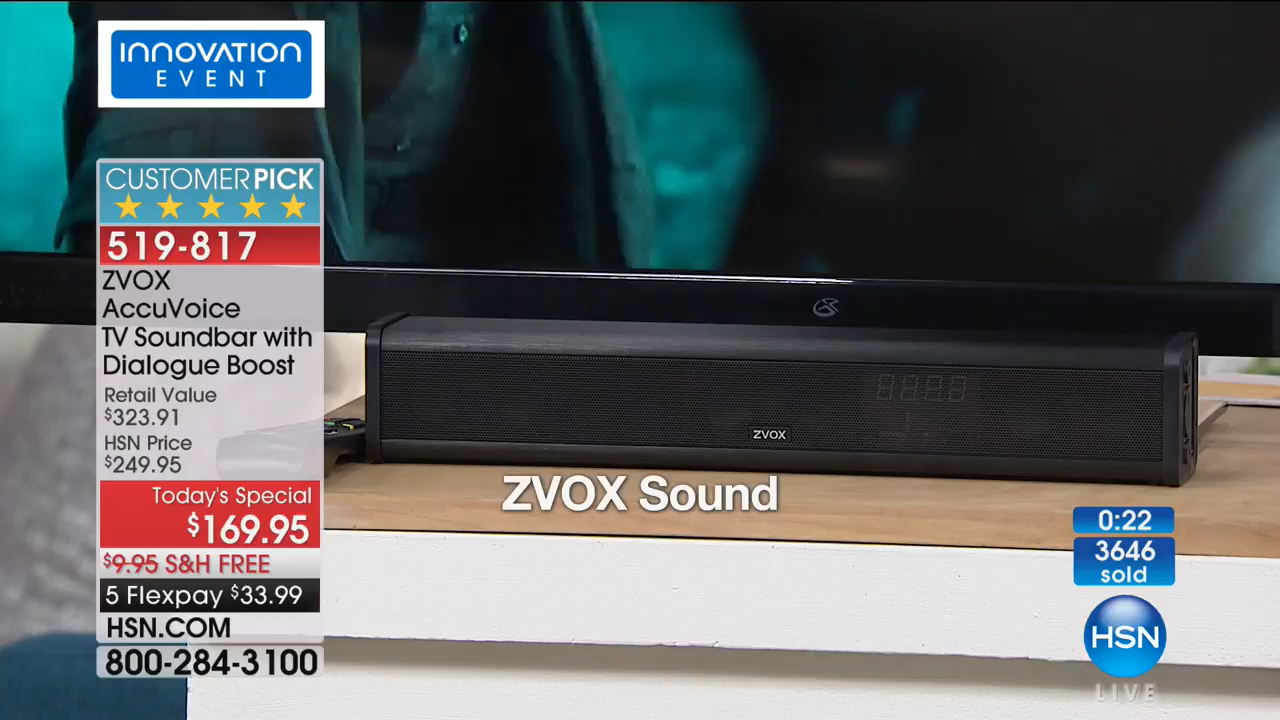 INNOVATION
EVENT
CUSTOMER PICK
519-817
ZVOX
AccuVoice
TV Soundbar with
Dialogue Boost
Retail Value
$323.91
HSN Price
$249.95
Today's Special
$169.95
$9.95 S&H FREE
5 Flexpay $33.99
HSN.COM
800-284-3100
ZVOX
ZVOX Sound
0:22
3646
sold
HSN
LIVE